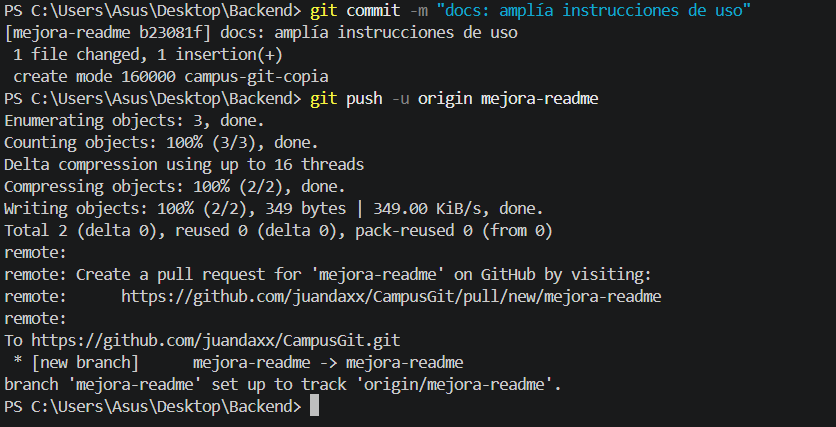 PS C:\Users\Asus\Desktop\Backend> git commit -m "docs: amplía instrucciones de uso"
[mejora-readme b23081f] docs: amplía instrucciones de uso
 1 file changed, 1 insertion(+)
 create mode 160000 campus-git-copia
PS C:\Users\Asus\Desktop\Backend> git push -u origin mejora-readme
Enumerating objects: 3, done.
Counting objects: 100% (3/3), done.
Delta compression using up to 16 threads
Compressing objects: 100% (2/2), done.
Writing objects: 100% (2/2), 349 bytes | 349.00 KiB/s, done.
Total 2 (delta 0), reused 0 (delta 0), pack-reused 0 (from 0)
remote:
remote: Create a pull request for 'mejora-readme' on GitHub by visiting:
remote:      https://github.com/juandaxx/CampusGit/pull/new/mejora-readme
remote:
To https://github.com/juandaxx/CampusGit.git
 * [new branch]      mejora-readme -> mejora-readme
branch 'mejora-readme' set up to track 'origin/mejora-readme'.
PS C:\Users\Asus\Desktop\Backend>